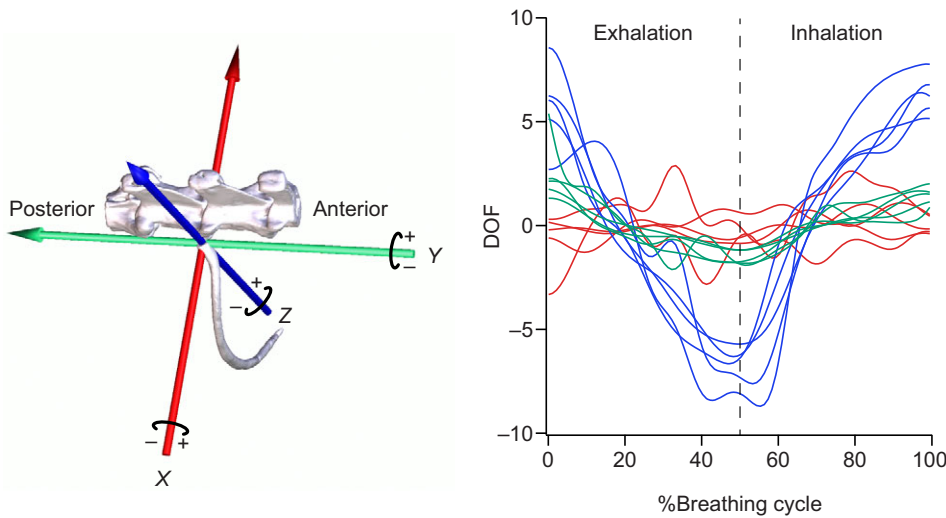 Posterior
Anterior
+
–
Y
+
–
Z
–
+
X
10
5
0
–5
–10
DOF
Exhalation
Inhalation
0
20
40
60
80
100
%Breathing cycle